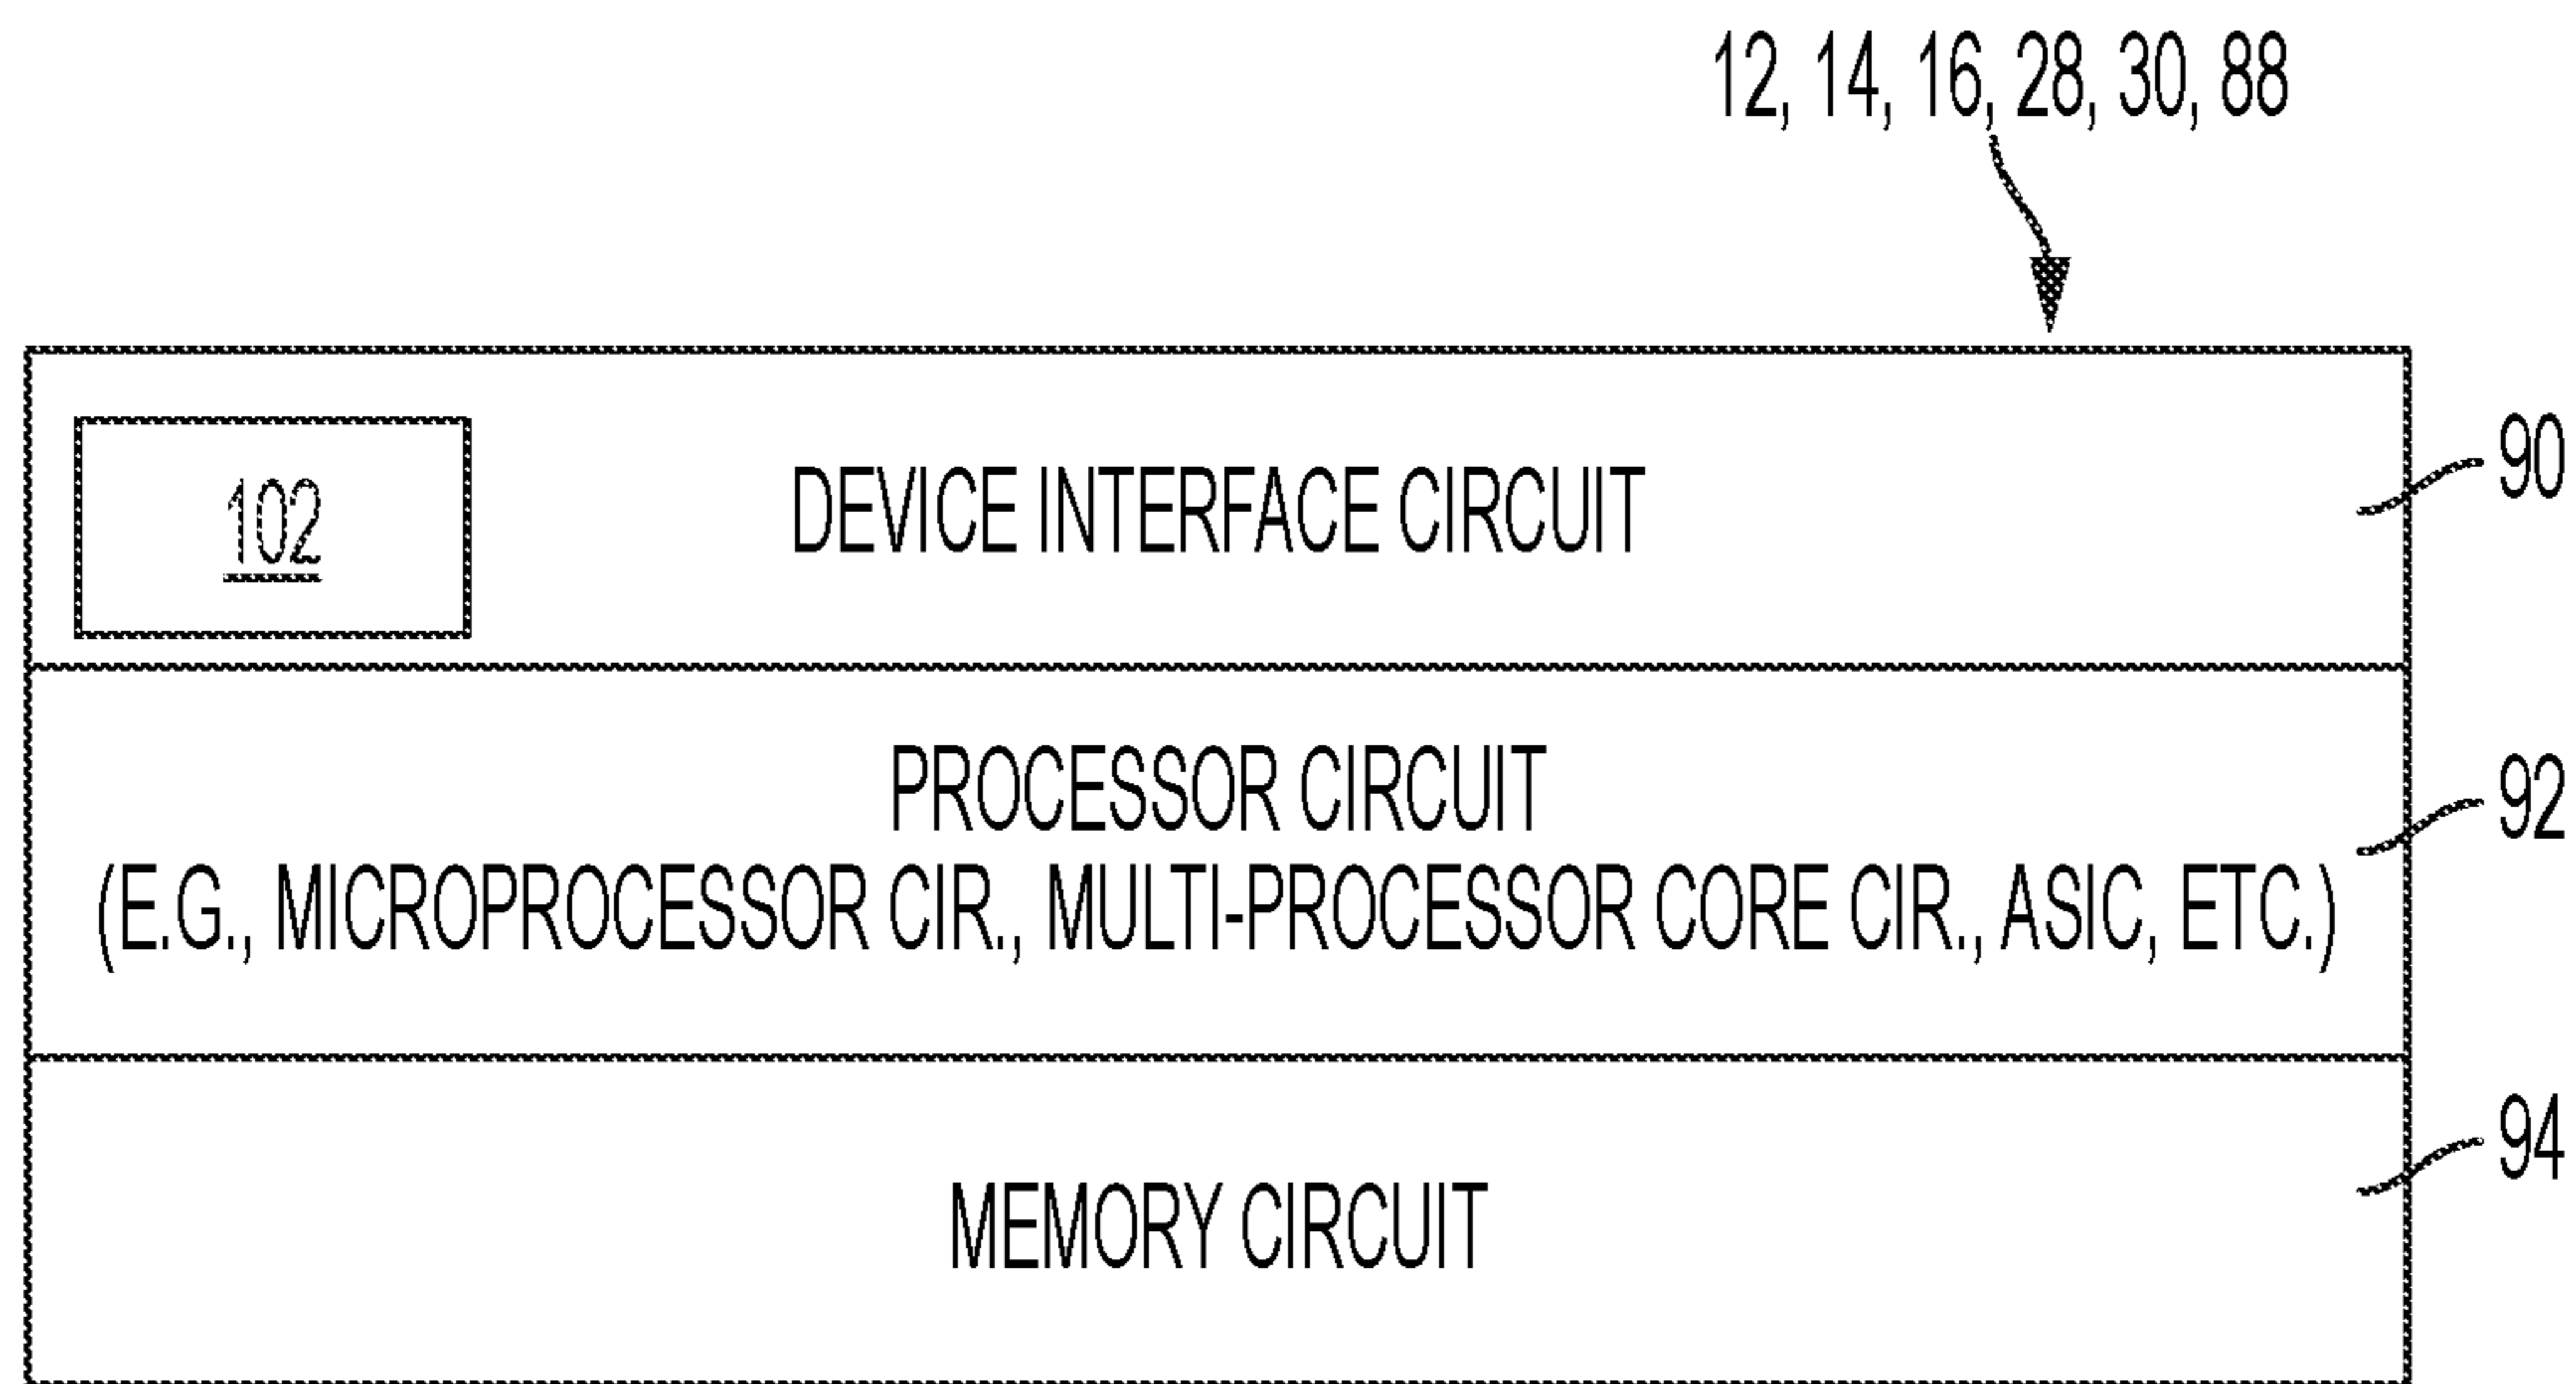 12, 14, 16, 28, 30, 88
102
DEVICE INTERFACE CIRCUIT
90
PROCESSOR CIRCUIT
(E.G., MICROPROCESSOR CIR., MULTI-PROCESSOR CORE CIR., ASIC, ETC.)
92
MEMORY CIRCUIT
94